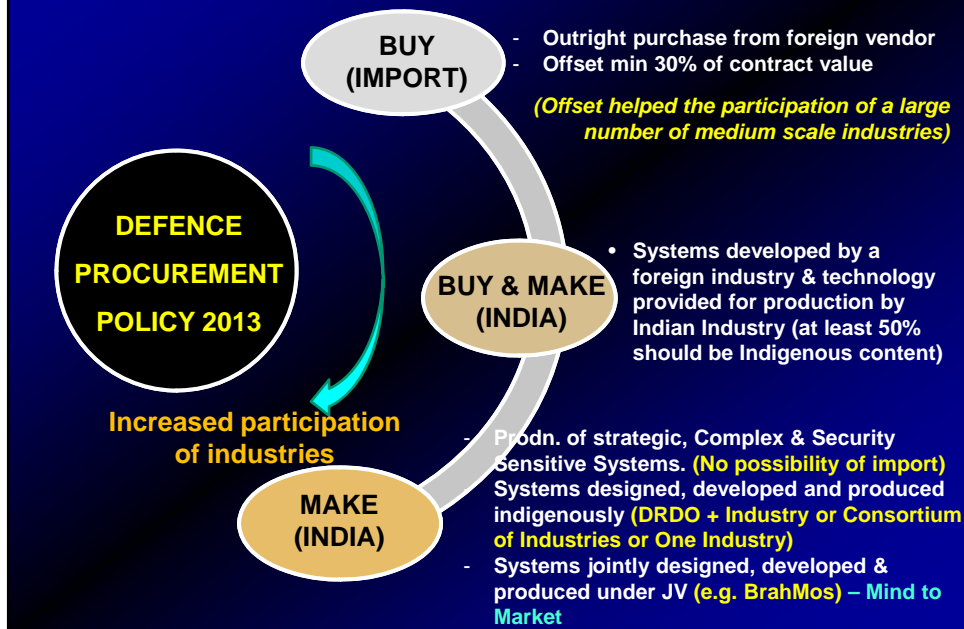 BUY
(IMPORT)
- Outright purchase from foreign vendor
- Offset min 30% of contract value
(Offset helped the participation of a large
number of medium scale industries)
DEFENCE
PROCUREMENT
POLICY 2013
BUY & MAKE
(INDIA)
• Systems developed by a
foreign industry & technology
provided for production by
Indian Industry (at least 50%
should be Indigenous content)
Increased participation
of industries
MAKE
(INDIA)
- Prodn. of strategic, Complex & Security
Sensitive Systems. (No possibility of import)
- Systems designed, developed and produced
indigenously (DRDO + Industry or Consortium
of Industries or One Industry)
- Systems jointly designed, developed &
produced under JV (e.g. BrahMos) – Mind to
Market